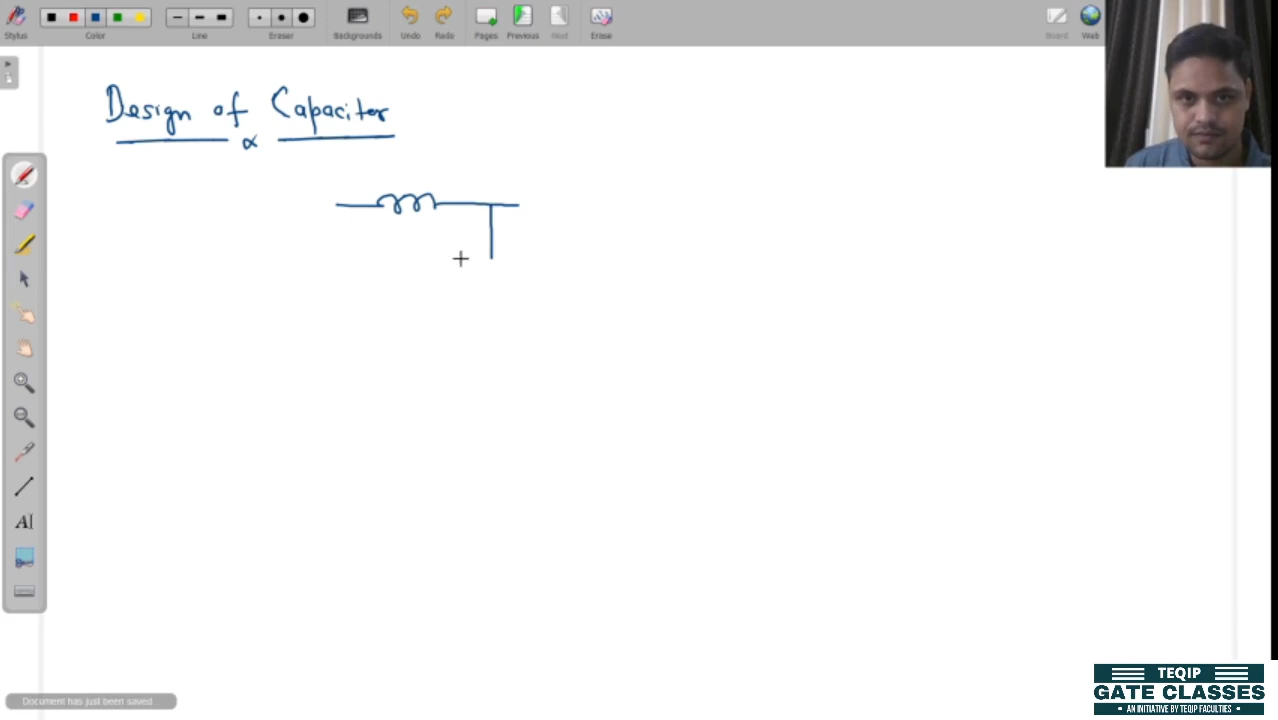 Stylus
Color
Line
Eraser
Backgrounds
Undo
Redo
Pages
Previous
Next
Erase
Board
Web
Design of Capacitor
AI
Document has just been saved
TEQIP
GATE CLASSES
• AN INITIATIVE BY TEQIP FACULTIES •